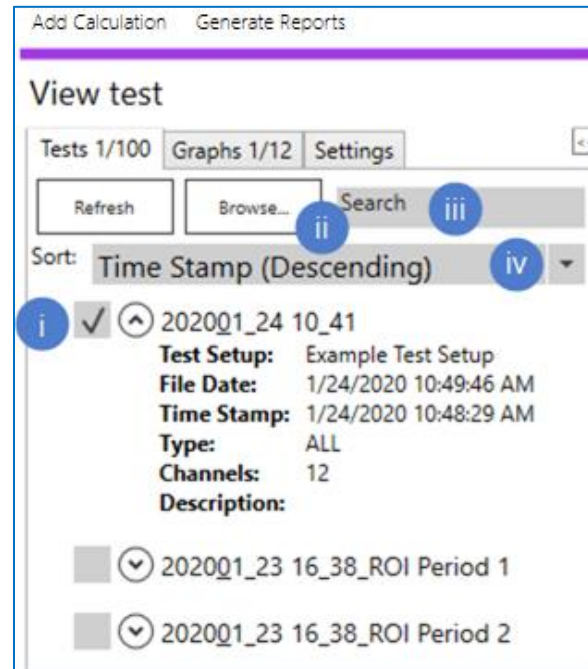 Add Calculation Generate Reports
View test
Tests 1/100 Graphs 1/12 Settings <
Refresh Browse... Search
ii iii
Sort: Time Stamp (Descending) iv
i 202001_24 10_41
Test Setup: Example Test Setup
File Date: 1/24/2020 10:49:46 AM
Time Stamp: 1/24/2020 10:48:29 AM
Type: ALL
Channels: 12
Description:
202001_23 16_38_ROI Period 1
202001_23 16_38_ROI Period 2